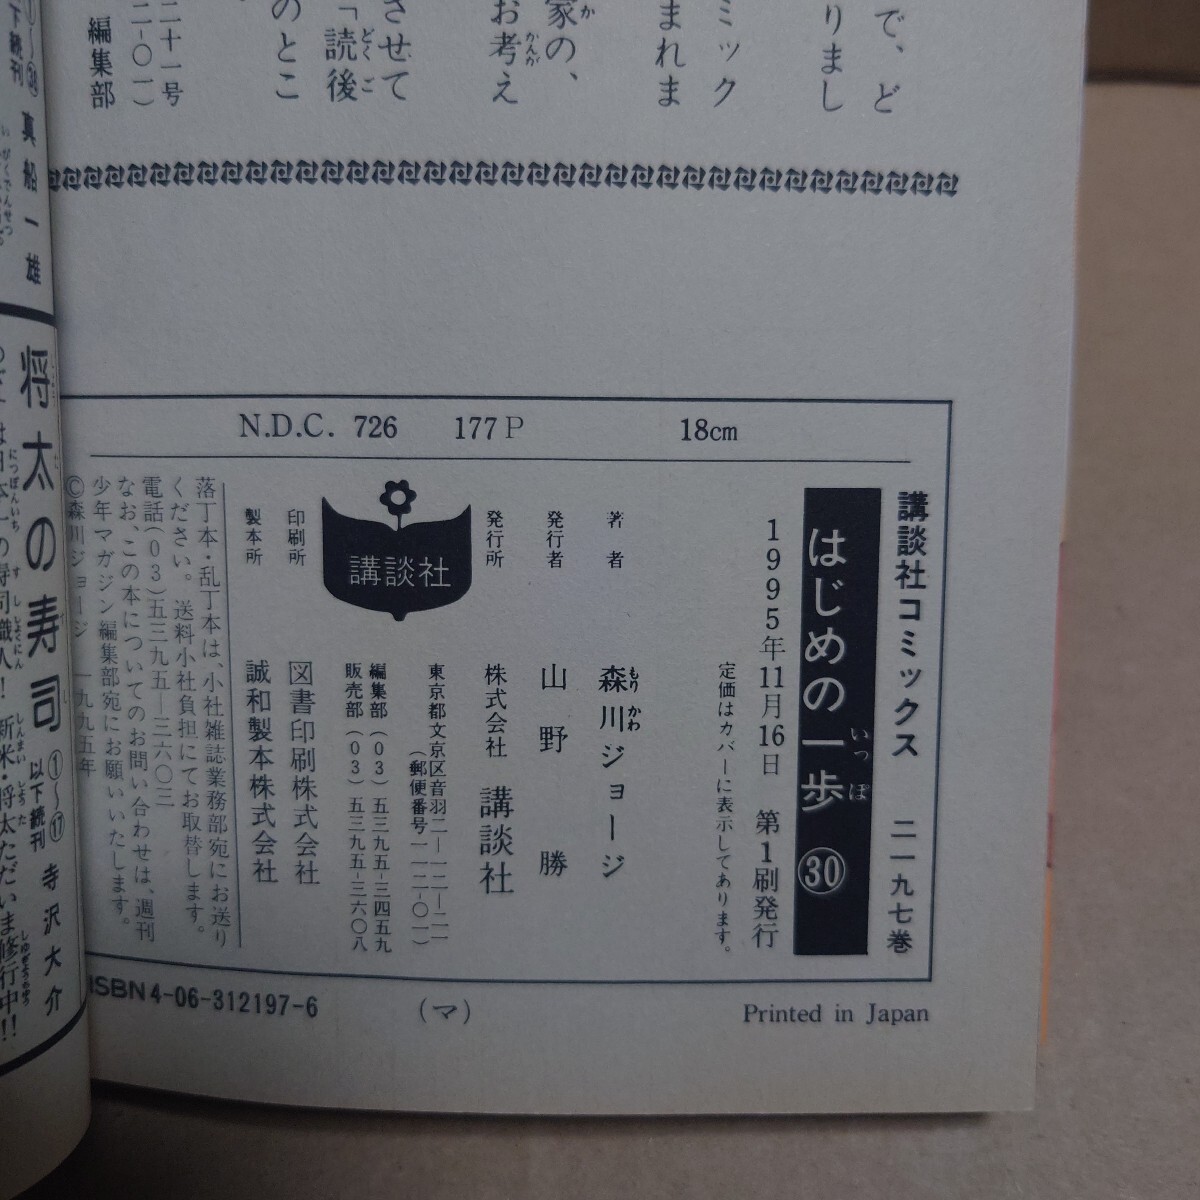 で、ど
りまし
ミック
まれま
家の、
お考え
させて
「読後
のとこ
二十一号
二-〇一)
編集部
以下続刊
真船一雄
将太の寿司
①〜⑰
以下続刊
寺沢大介
N.D.C. 726 177P 18cm
講談社コミックス 二一九七巻
はじめの一歩 ㉚
1995年11月16日 第1刷発行
定価はカバーに表示してあります。
著者 森川ジョージ
発行者 山野 勝
発行所 株式会社 講談社
東京都文京区音羽二-一二-二一
(郵便番号一一二-〇一)
編集部(03)五三九五-三四五九
販売部(03)五三九五-三六〇八
講談社
印刷所 図書印刷株式会社
製本所 誠和製本株式会社
落丁本・乱丁本は、小社雑誌業務部宛にお送り
ください。送料小社負担にてお取替します。
電話(03)五三九五-三六〇三
なお、この本についてのお問い合わせは、週刊
少年マガジン編集部宛にお願いいたします。
©森川ジョージ 一九九五年
ISBN4-06-312197-6
(マ)
Printed in Japan